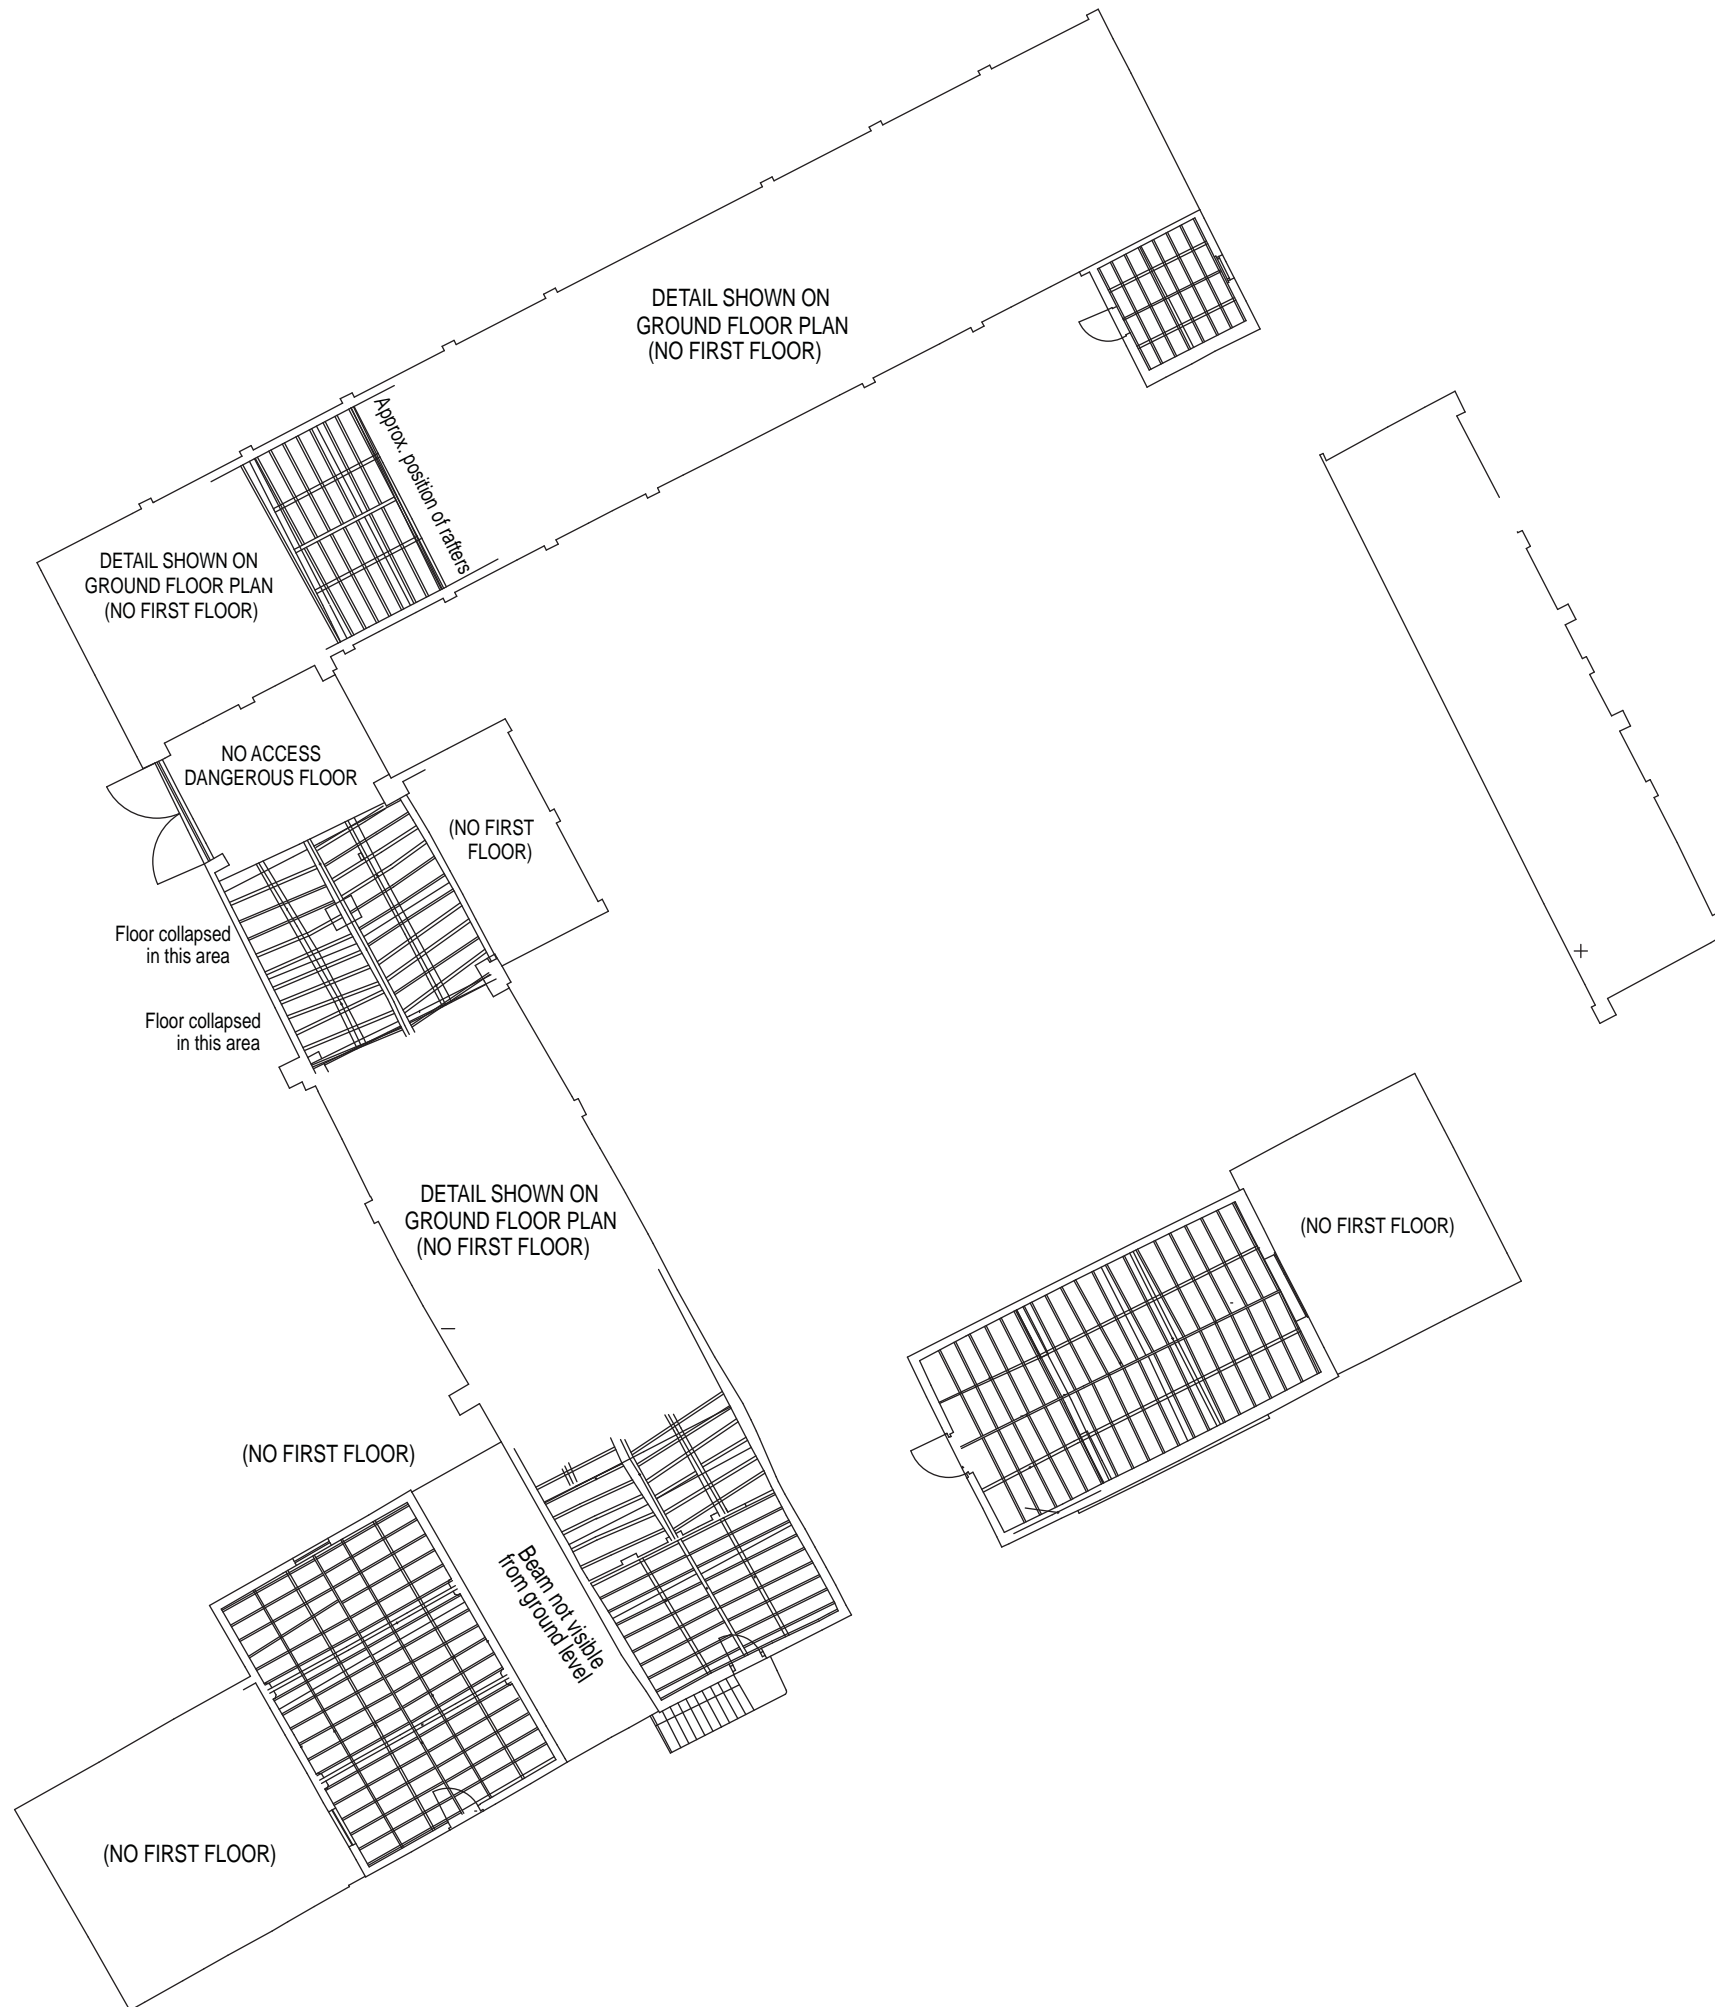 DETAIL SHOWN ON
GROUND FLOOR PLAN
(NO FIRST FLOOR)
Approx. position of rafters
DETAIL SHOWN ON
GROUND FLOOR PLAN
(NO FIRST FLOOR)
NO ACCESS
DANGEROUS FLOOR
(NO FIRST
FLOOR)
Floor collapsed
in this area
Floor collapsed
in this area
DETAIL SHOWN ON
GROUND FLOOR PLAN
(NO FIRST FLOOR)
(NO FIRST FLOOR)
(NO FIRST FLOOR)
Beam not visible
from ground level
(NO FIRST FLOOR)